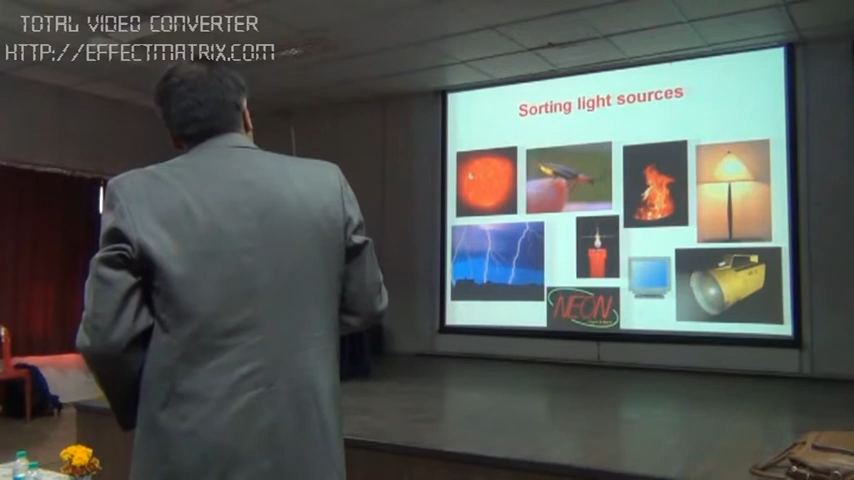 Total Video Converter
http://effectmatrix.com
Sorting light sources
NEON